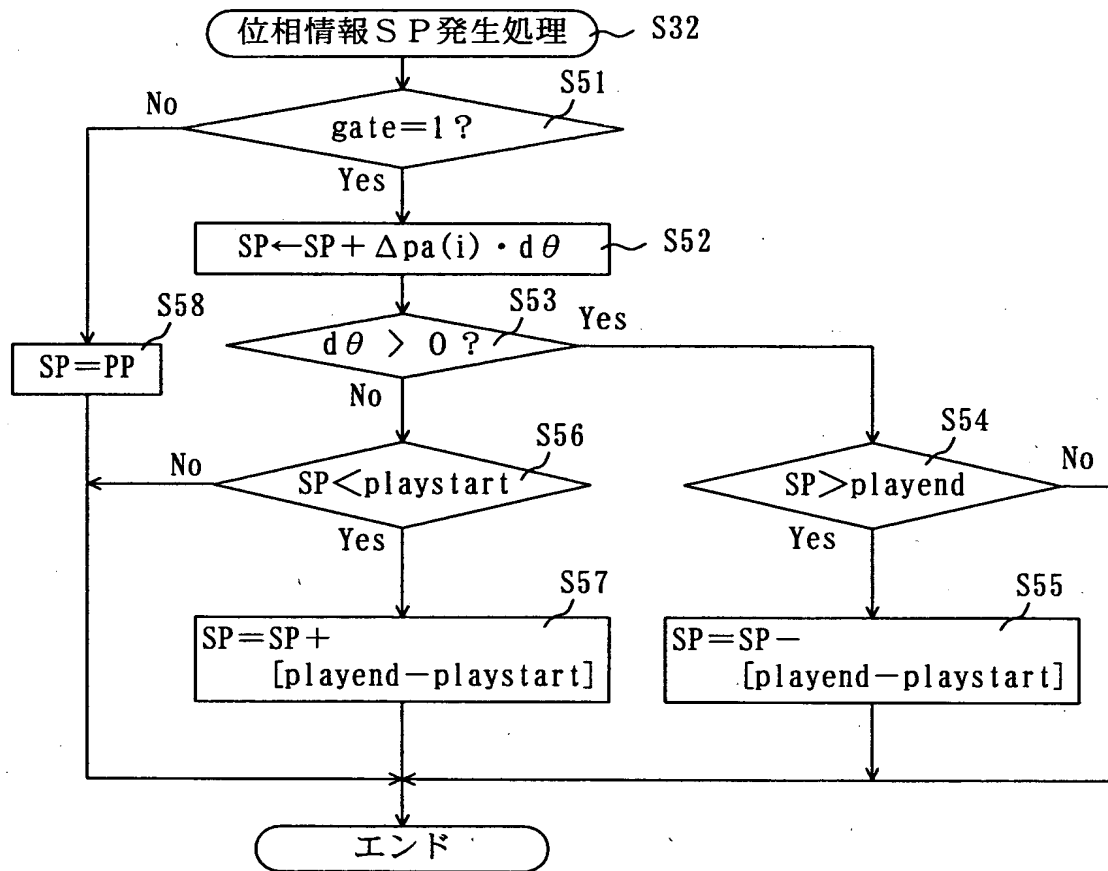 位相情報ＳＰ発生処理
S32
S51
No
gate=1?
Yes
SP←SP+Δpa(i)・dθ
S52
S58
S53
Yes
dθ > 0?
SP=PP
No
S56
S54
No
SP<playstart
SP>playend
No
Yes
Yes
S57
S55
SP=SP+
[playend-playstart]
SP=SP-
[playend-playstart]
エンド